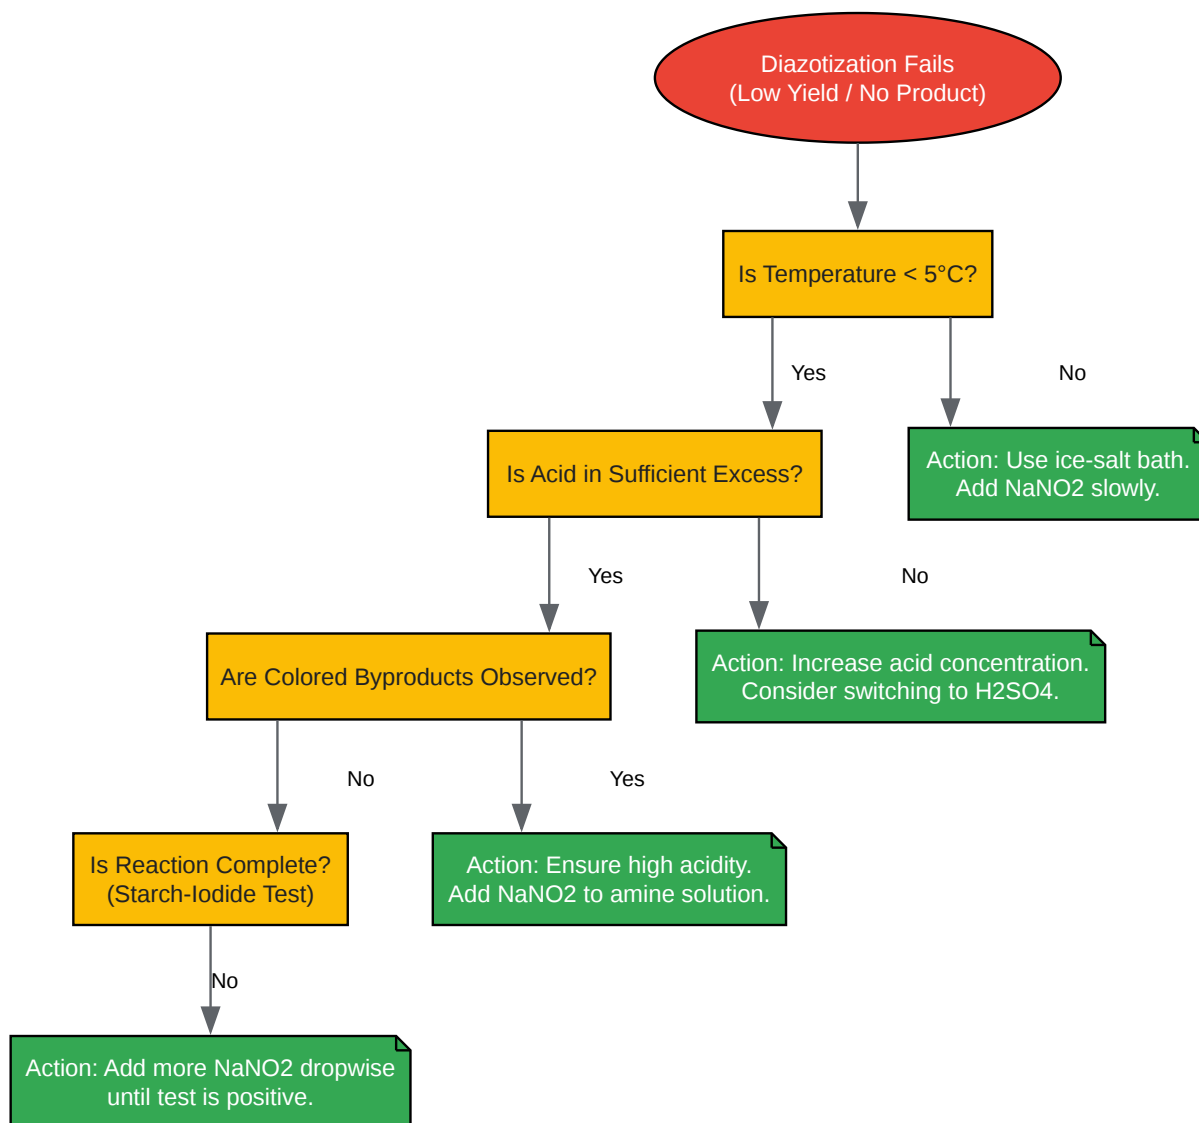 Diazotization Fails
(Low Yield / No Product)
Is Temperature < 5°C?
Yes
No
Is Acid in Sufficient Excess?
Action: Use ice-salt bath.
Add NaNO2 slowly.
Yes
No
Are Colored Byproducts Observed?
Action: Increase acid concentration.
Consider switching to H2SO4.
No
Yes
Is Reaction Complete?
(Starch-Iodide Test)
Action: Ensure high acidity.
Add NaNO2 to amine solution.
No
Action: Add more NaNO2 dropwise
until test is positive.